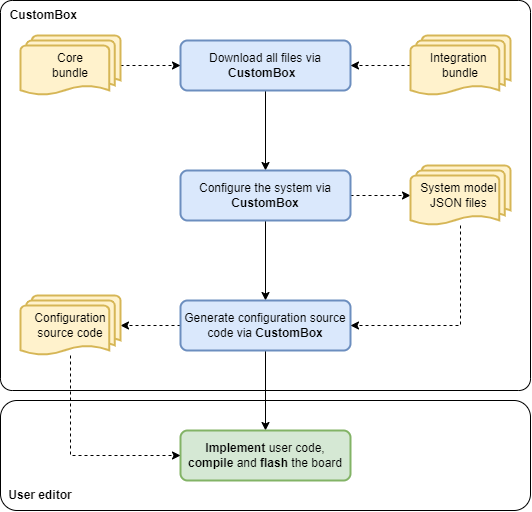 CustomBox
Core
bundle
Download all files via
CustomBox
Integration
bundle
Configure the system via
CustomBox
System model
JSON files
Configuration
source code
Generate configuration source
code via CustomBox
Implement user code,
compile and flash the board
User editor